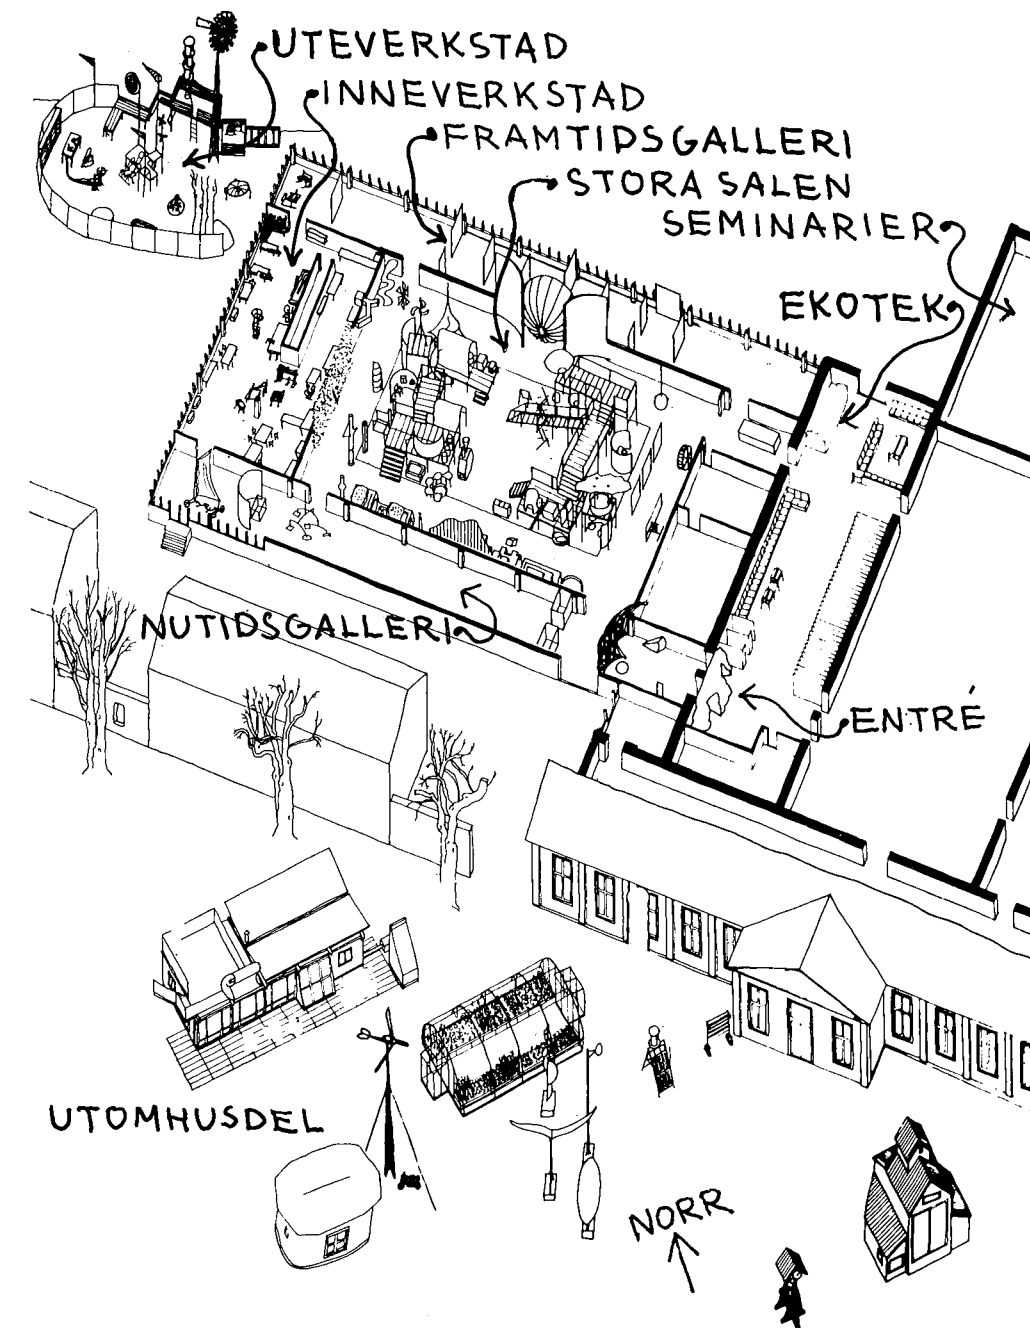 UTEVERKSTAD
INNEVERKSTAD
FRAMTIDSGALLERI
STORA SALEN
SEMINARIER
EKOTEK
NUTIDSGALLERI
ENTRÉ
UTOMHUSDEL
NORR